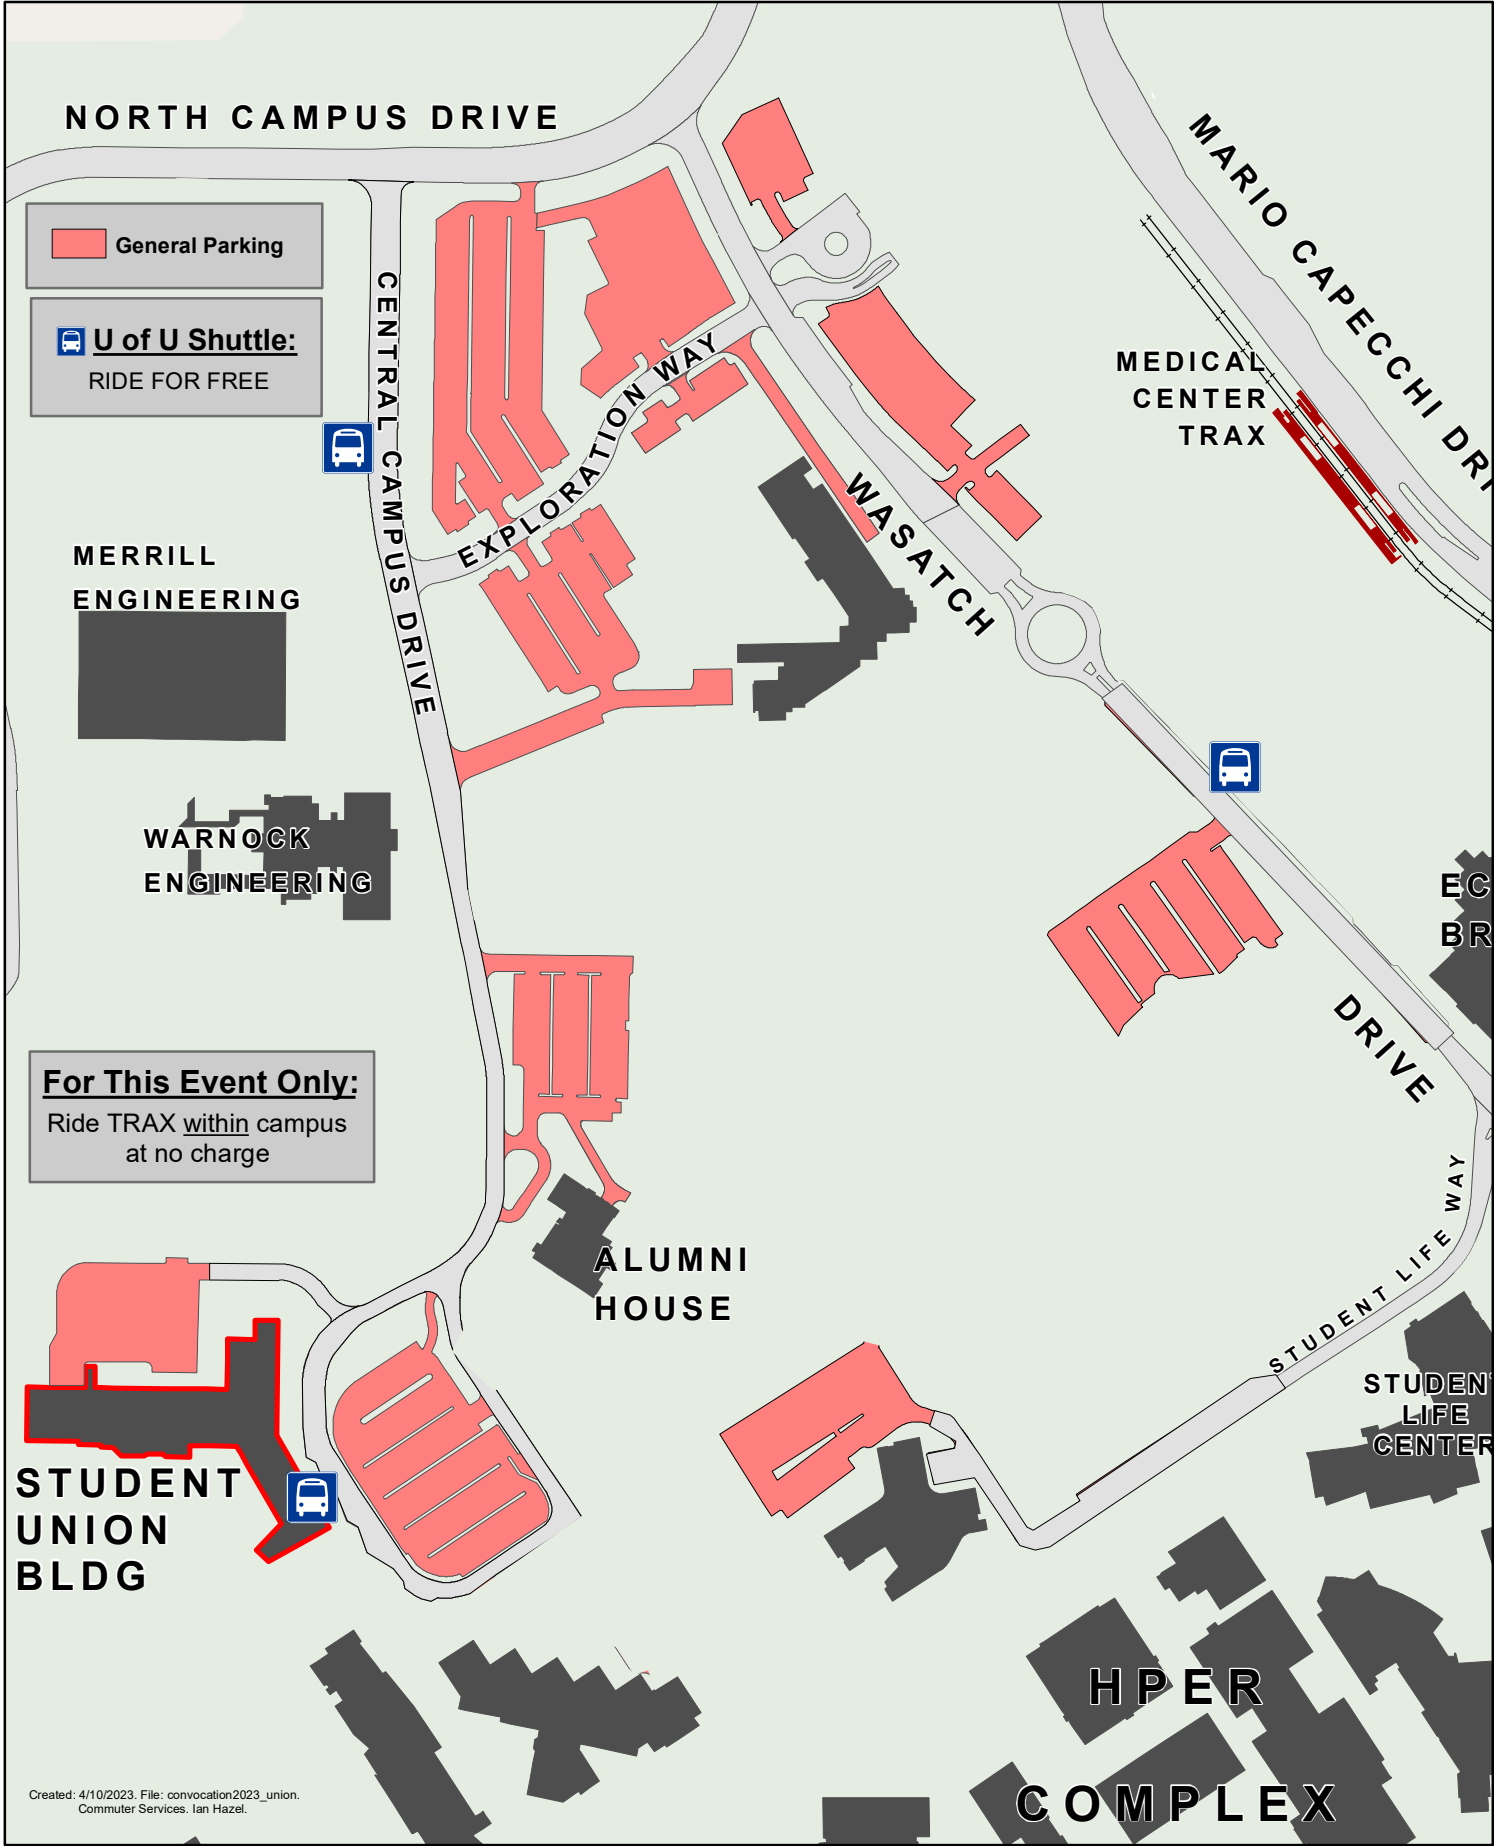 NORTH CAMPUS DRIVE
General Parking
U of U Shuttle:
RIDE FOR FREE
CENTRAL CAMPUS DRIVE
EXPLORATION WAY
MARIO CAPECCHI DRI
MEDICAL
CENTER
TRAX
WASATCH
DRIVE
MERRILL
ENGINEERING
WARNOCK
ENGINEERING
EC
BR
For This Event Only:
Ride TRAX within campus
at no charge
ALUMNI
HOUSE
STUDENT LIFE WAY
STUDENT
LIFE
CENTER
STUDENT
UNION
BLDG
HPER
COMPLEX
Created: 4/10/2023. File: convocation2023_union.
Commuter Services. Ian Hazel.